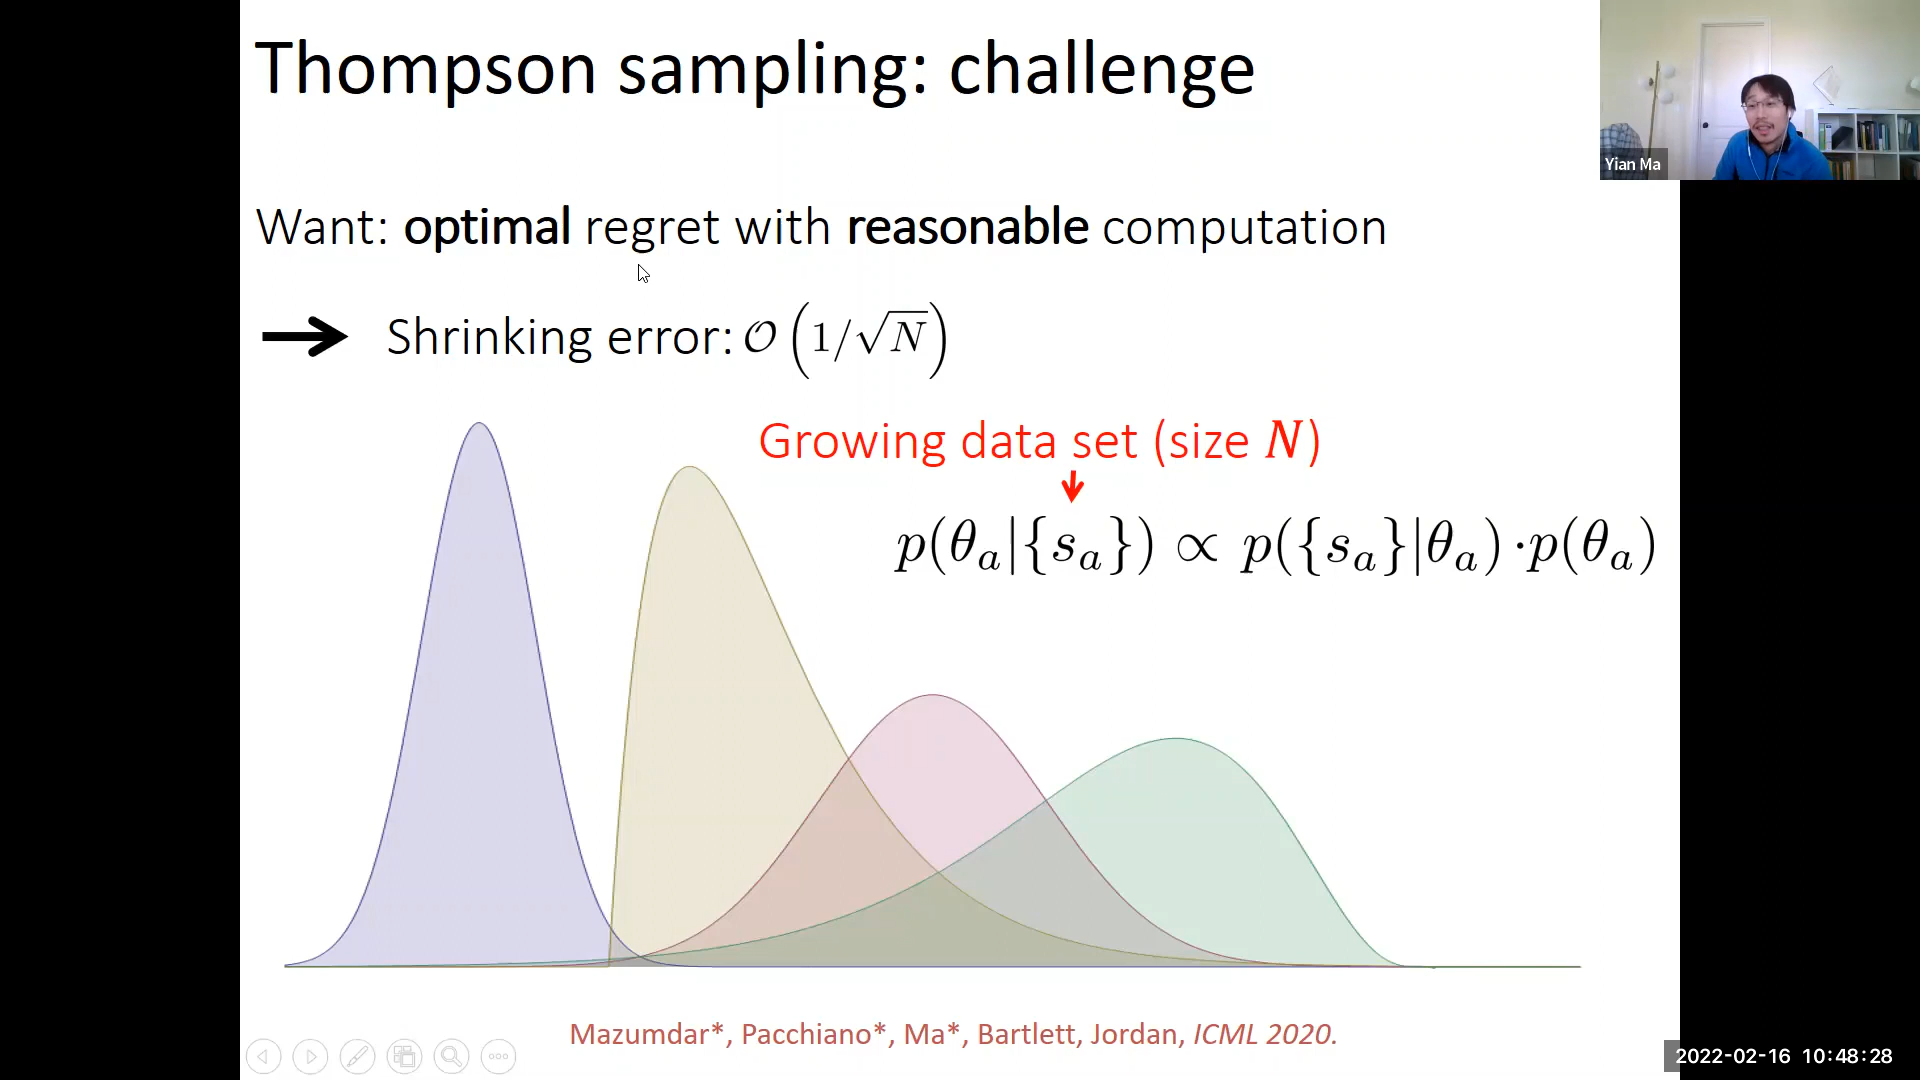 Thompson sampling: challenge
Yian Ma
Want: optimal regret with reasonable computation
Shrinking error: 𝒪(1/√N)
Growing data set (size N)
p(θₐ|{sₐ}) ∝ p({sₐ}|θₐ)·p(θₐ)
Mazumdar*, Pacchiano*, Ma*, Bartlett, Jordan, ICML 2020.
2022-02-16 10:48:28